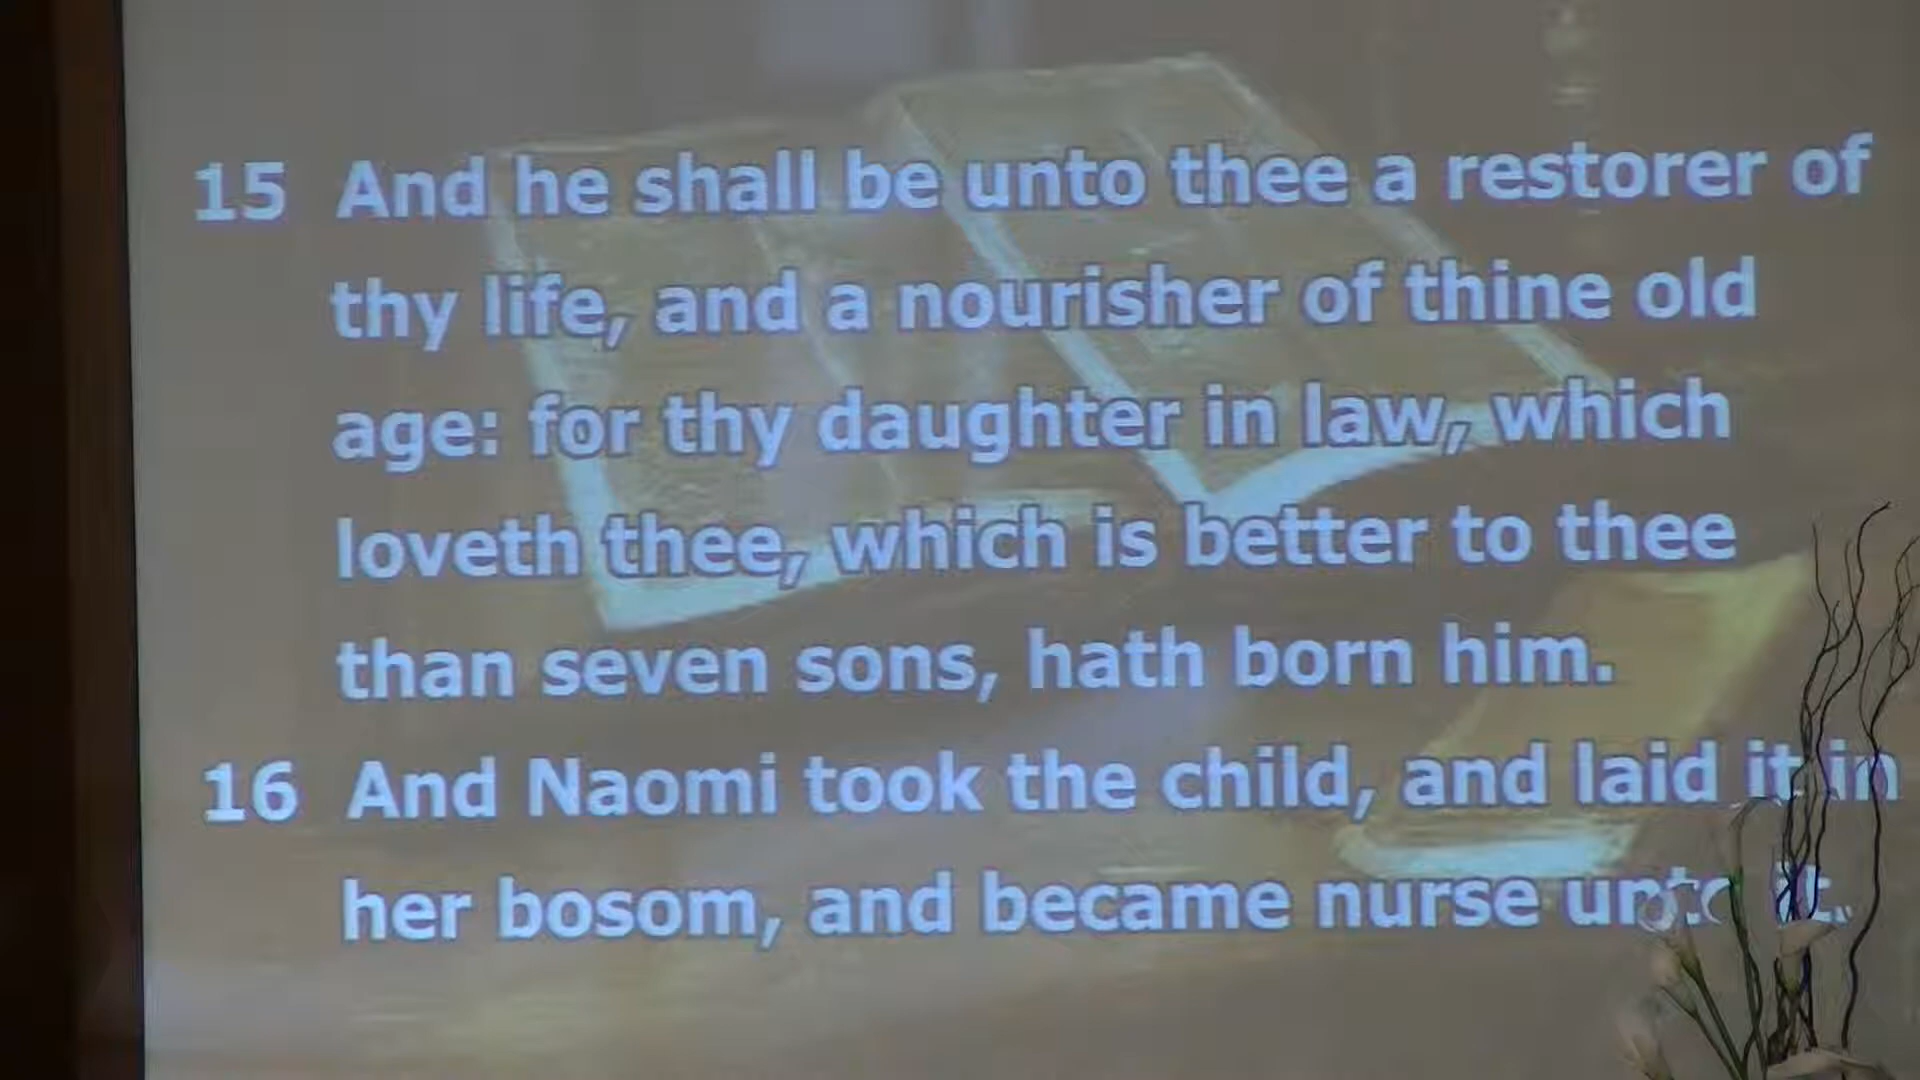 15 And he shall be unto thee a restorer of
thy life, and a nourisher of thine old
age: for thy daughter in law, which
loveth thee, which is better to thee
than seven sons, hath born him.
16 And Naomi took the child, and laid it in
her bosom, and became nurse unto it.